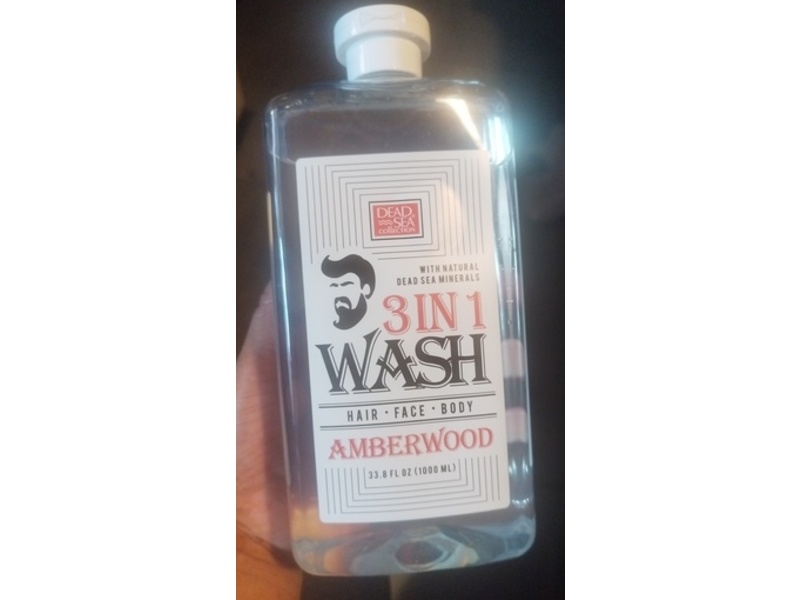 DEAD
SEA
COLLECTION
WITH NATURAL
DEAD SEA MINERALS
3 IN 1
WASH
HAIR • FACE • BODY
AMBERWOOD
33.8 FL OZ (1000 ML)